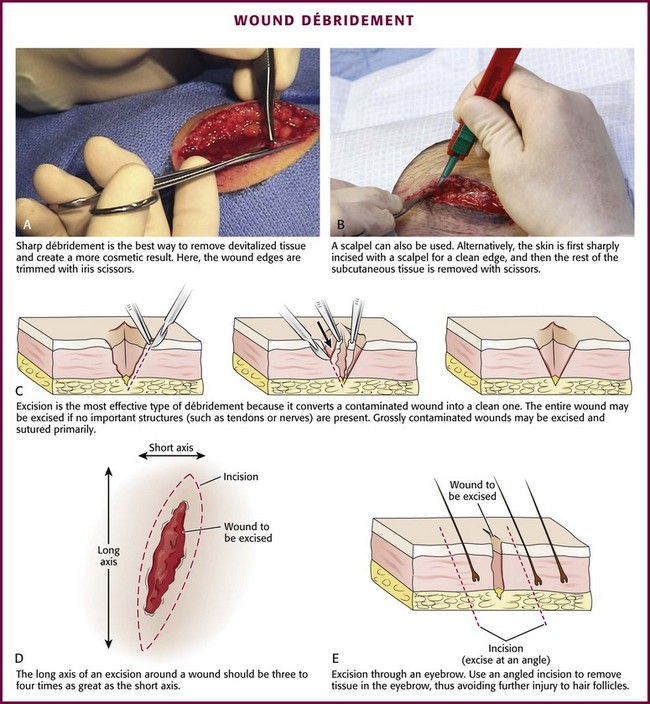 WOUND DÉBRIDEMENT
A
B
Sharp débridement is the best way to remove devitalized tissue
and create a more cosmetic result. Here, the wound edges are
trimmed with iris scissors.
A scalpel can also be used. Alternatively, the skin is first sharply
incised with a scalpel for a clean edge, and then the rest of the
subcutaneous tissue is removed with scissors.
C
Excision is the most effective type of débridement because it converts a contaminated wound into a clean one. The entire wound may
be excised if no important structures (such as tendons or nerves) are present. Grossly contaminated wounds may be excised and
sutured primarily.
Short axis
Incision
Wound to
be excised
Long
axis
D
The long axis of an excision around a wound should be three to
four times as great as the short axis.
Wound to
be excised
Incision
(excise at an angle)
E
Excision through an eyebrow. Use an angled incision to remove
tissue in the eyebrow, thus avoiding further injury to hair follicles.